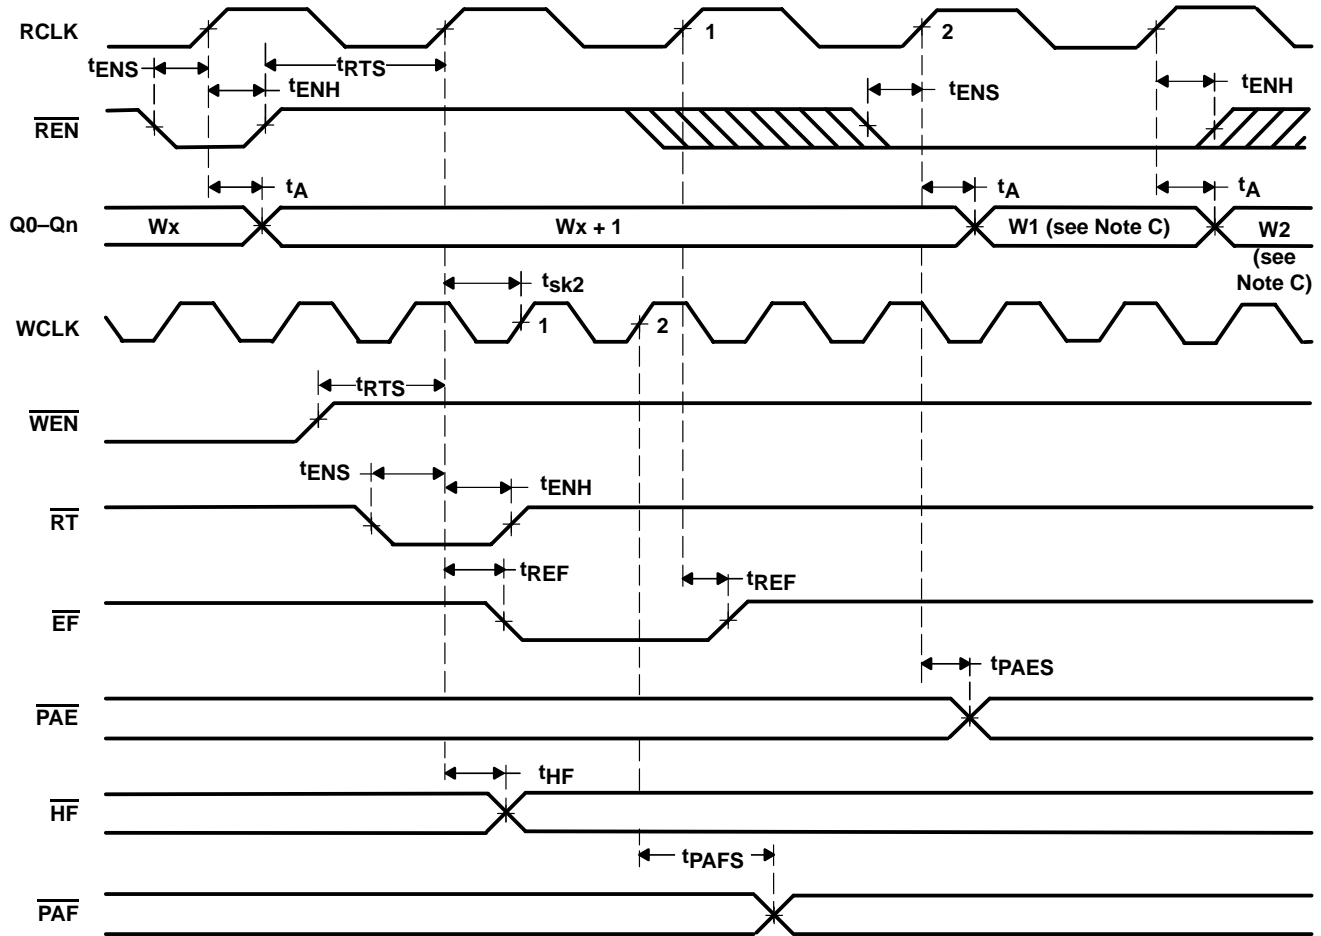 RCLK
1
2
tENS
tRTS
tENH
tENS
tENH
REN
tA
tA
tA
Q0–Qn
Wx
Wx + 1
W1 (see Note C)
W2
(see
Note C)
tsk2
WCLK
1
2
tRTS
WEN
tENS
tENH
RT
tREF
tREF
EF
tPAES
PAE
tHF
HF
tPAFS
PAF